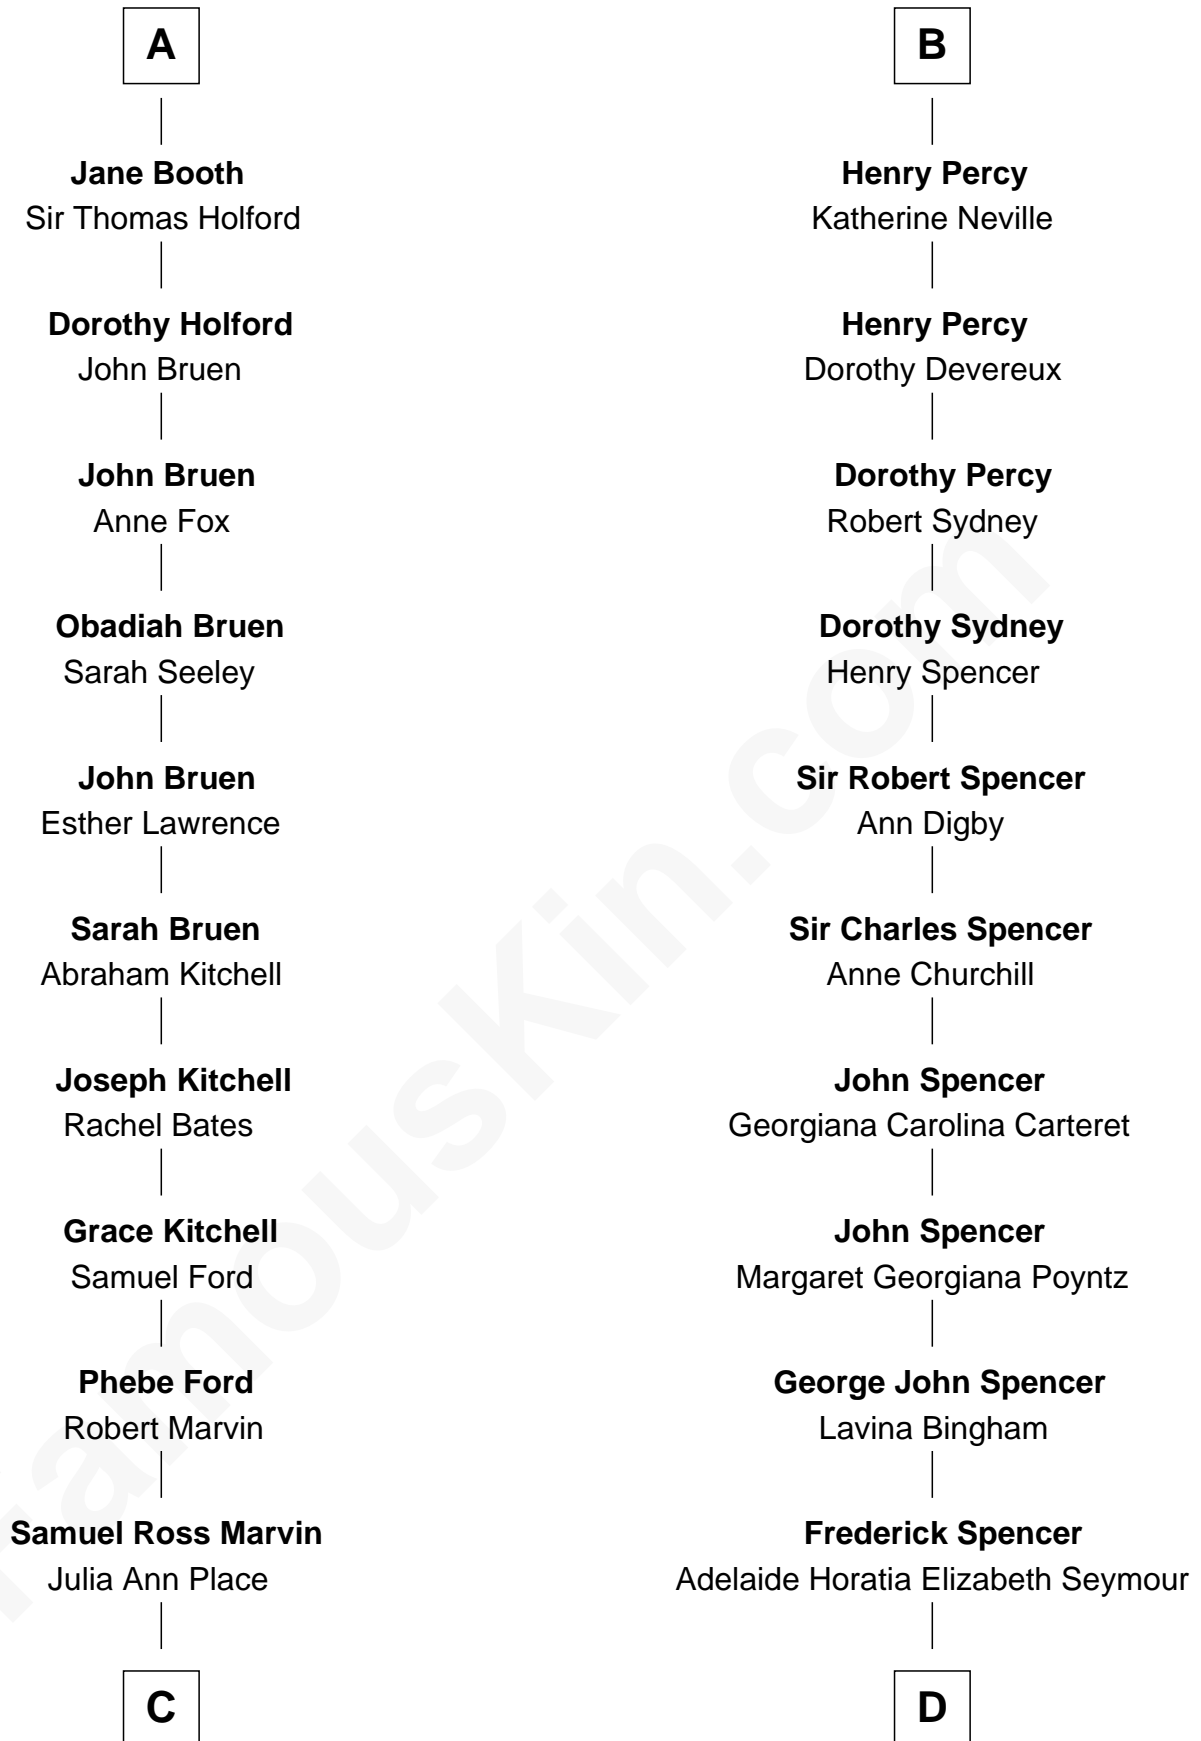 A
Jane Booth
Sir Thomas Holford
Dorothy Holford
John Bruen
John Bruen
Anne Fox
Obadiah Bruen
Sarah Seeley
John Bruen
Esther Lawrence
Sarah Bruen
Abraham Kitchell
Joseph Kitchell
Rachel Bates
Grace Kitchell
Samuel Ford
Phebe Ford
Robert Marvin
Samuel Ross Marvin
Julia Ann Place
C
B
Henry Percy
Katherine Neville
Henry Percy
Dorothy Devereux
Dorothy Percy
Robert Sydney
Dorothy Sydney
Henry Spencer
Sir Robert Spencer
Ann Digby
Sir Charles Spencer
Anne Churchill
John Spencer
Georgiana Carolina Carteret
John Spencer
Margaret Georgiana Poyntz
George John Spencer
Lavina Bingham
Frederick Spencer
Adelaide Horatia Elizabeth Seymour
D
FamousKin.com